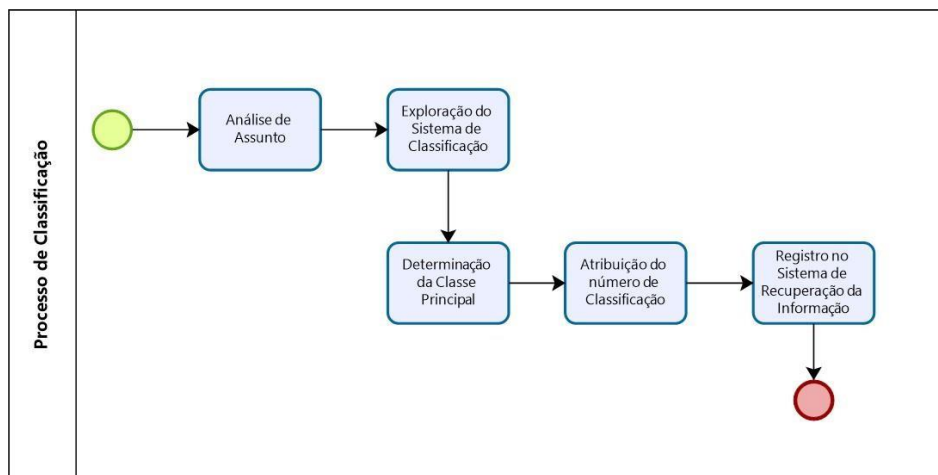 Processo de Classificação
Análise de
Assunto
Exploração do
Sistema de
Classificação
Determinação
da Classe
Principal
Atribuição do
número de
Classificação
Registro no
Sistema de
Recuperação da
Informação